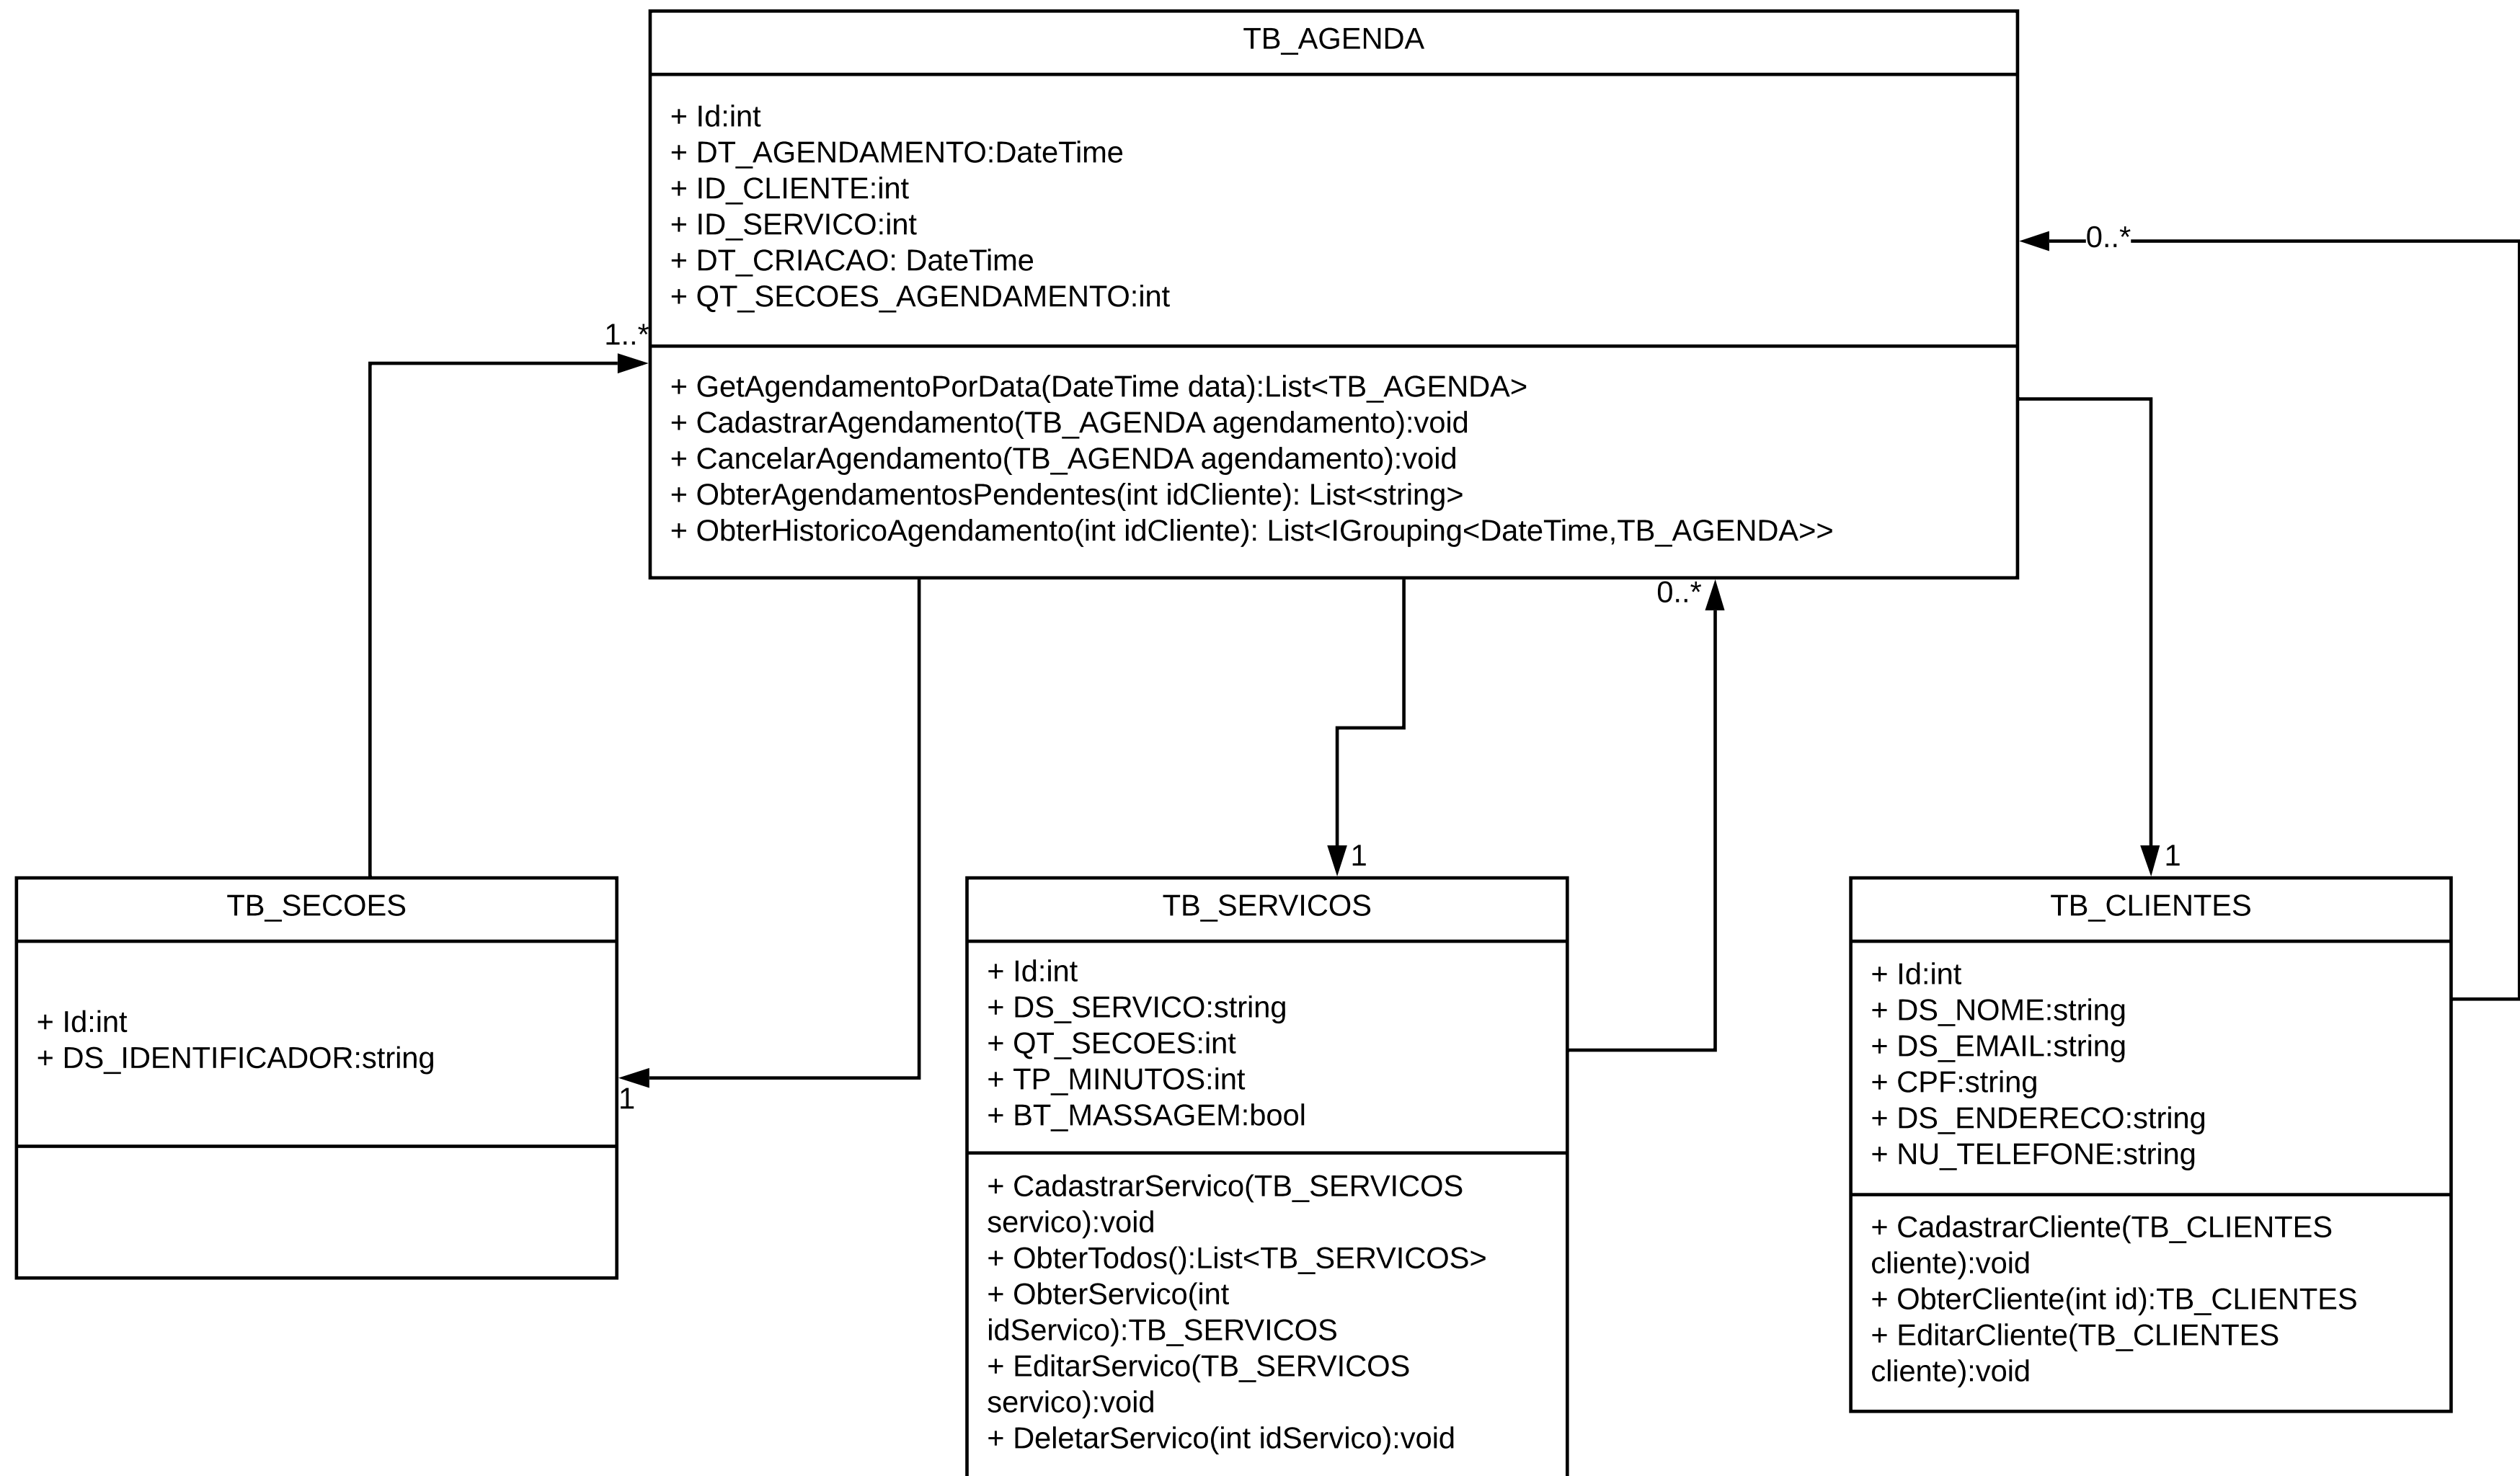 TB_AGENDA
+ Id:int
+ DT_AGENDAMENTO:DateTime
+ ID_CLIENTE:int
+ ID_SERVICO:int
+ DT_CRIACAO: DateTime
+ QT_SECOES_AGENDAMENTO:int
+ GetAgendamentoPorData(DateTime data):List<TB_AGENDA>
+ CadastrarAgendamento(TB_AGENDA agendamento):void
+ CancelarAgendamento(TB_AGENDA agendamento):void
+ ObterAgendamentosPendentes(int idCliente): List<string>
+ ObterHistoricoAgendamento(int idCliente): List<IGrouping<DateTime,TB_AGENDA>>
1..*
0..*
0..*
1
1
1
TB_SECOES
+ Id:int
+ DS_IDENTIFICADOR:string
TB_SERVICOS
+ Id:int
+ DS_SERVICO:string
+ QT_SECOES:int
+ TP_MINUTOS:int
+ BT_MASSAGEM:bool
+ CadastrarServico(TB_SERVICOS
servico):void
+ ObterTodos():List<TB_SERVICOS>
+ ObterServico(int
idServico):TB_SERVICOS
+ EditarServico(TB_SERVICOS
servico):void
+ DeletarServico(int idServico):void
TB_CLIENTES
+ Id:int
+ DS_NOME:string
+ DS_EMAIL:string
+ CPF:string
+ DS_ENDERECO:string
+ NU_TELEFONE:string
+ CadastrarCliente(TB_CLIENTES
cliente):void
+ ObterCliente(int id):TB_CLIENTES
+ EditarCliente(TB_CLIENTES
cliente):void